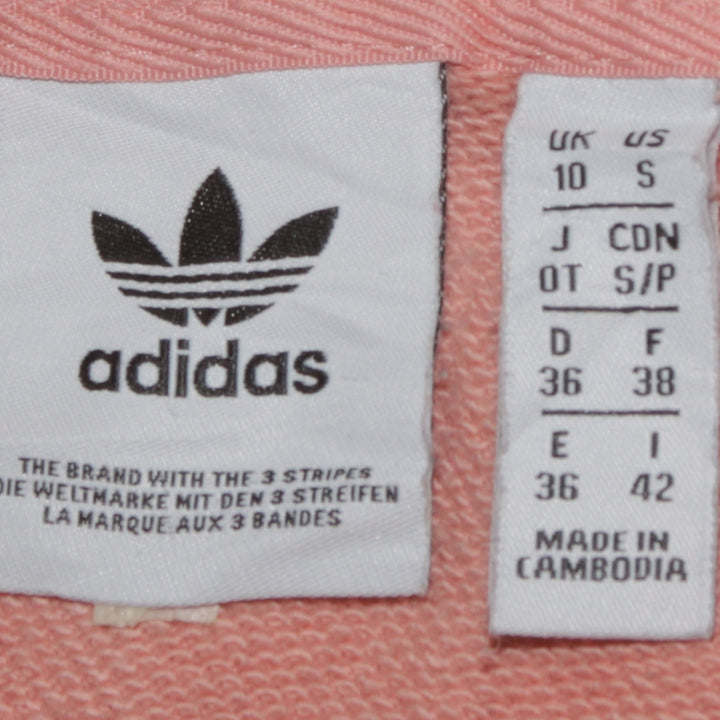 adidas
THE BRAND WITH THE 3 STRIPES
DIE WELTMARKE MIT DEN 3 STREIFEN
LA MARQUE AUX 3 BANDES
UK US
10 S
J CDN
OT S/P
D F
36 38
E I
36 42
MADE IN
CAMBODIA